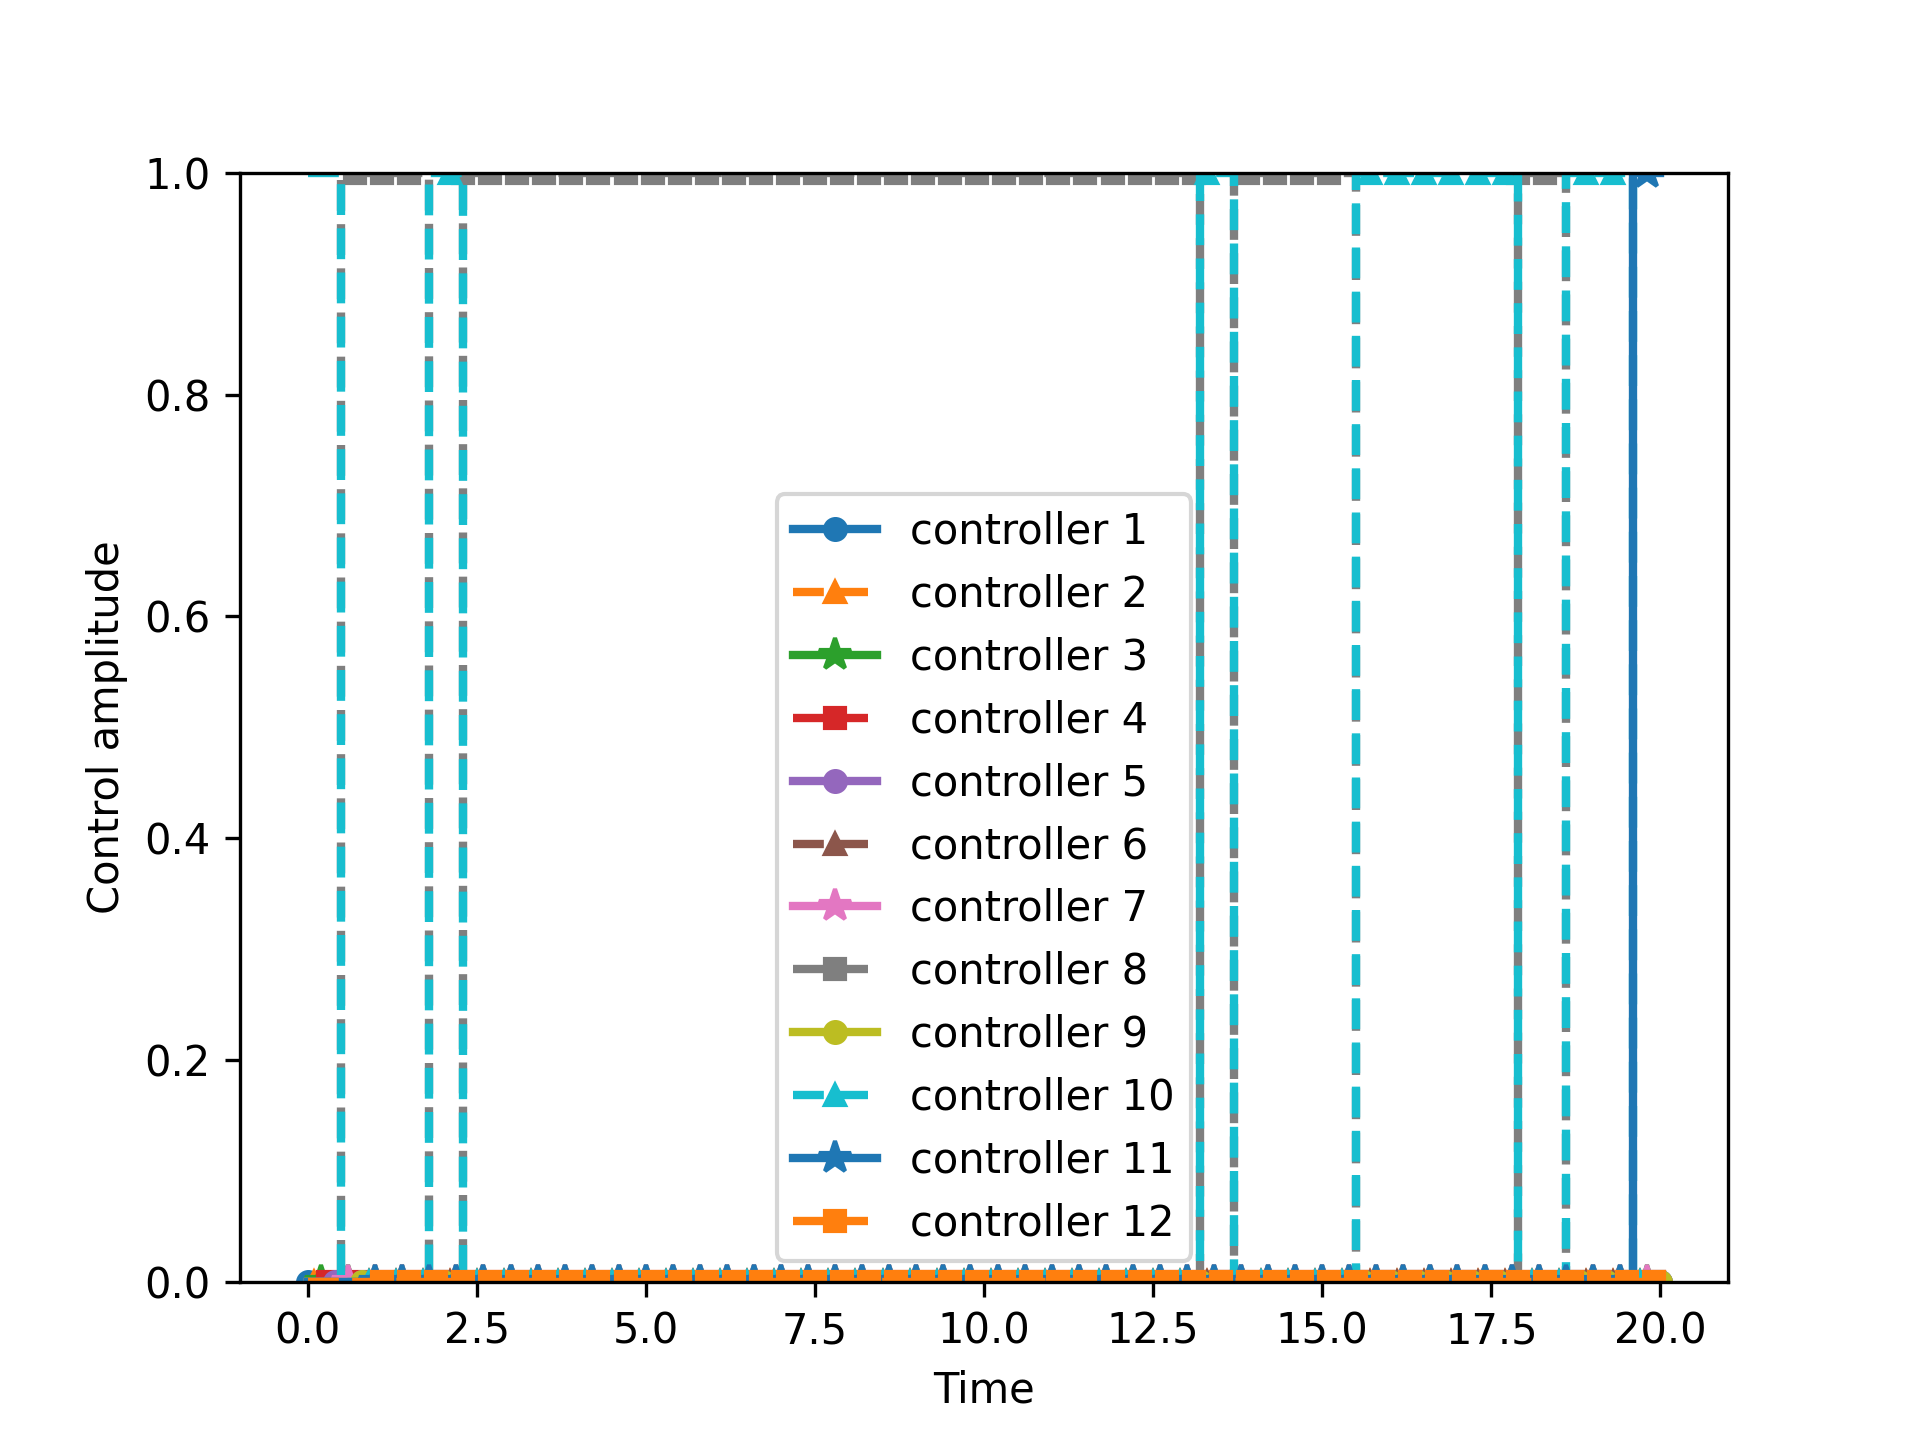 1.0
0.8
0.6
0.4
0.2
0.0
Control amplitude
controller 1
controller 2
controller 3
controller 4
controller 5
controller 6
controller 7
controller 8
controller 9
controller 10
controller 11
controller 12
0.0 2.5 5.0 7.5 10.0 12.5 15.0 17.5 20.0
Time